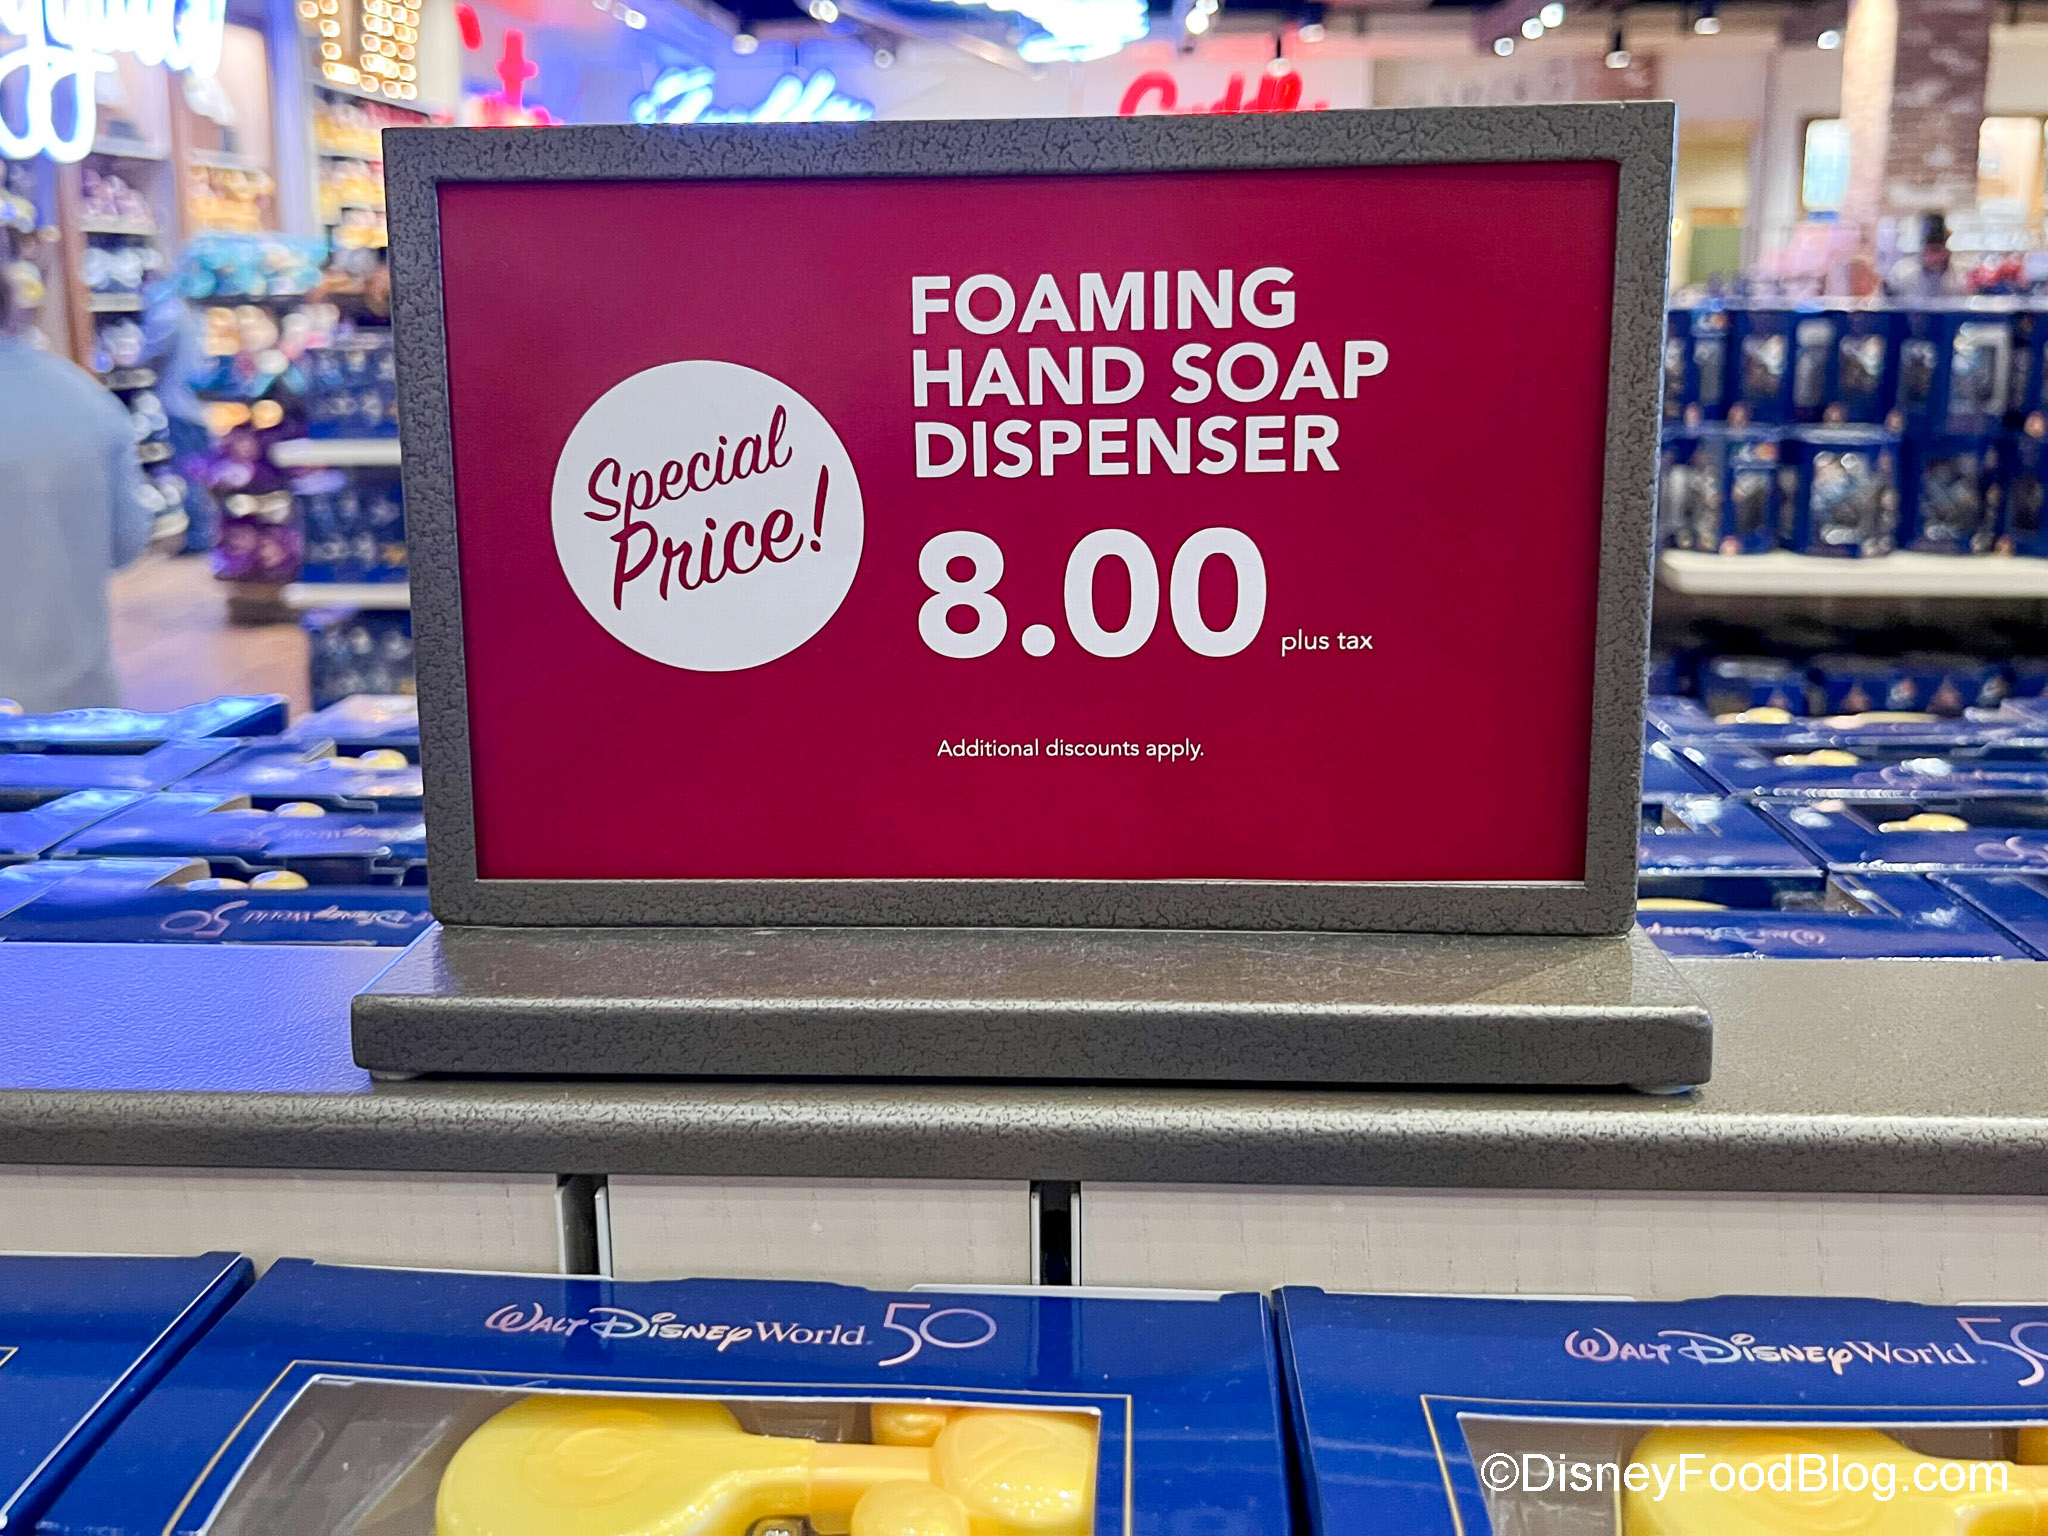 FOAMING
HAND SOAP
DISPENSER
Special
Price!
8.00 plus tax
Additional discounts apply.
WALT DISNEY World 50
WALT DISNEY World 50
©DisneyFoodBlog.com